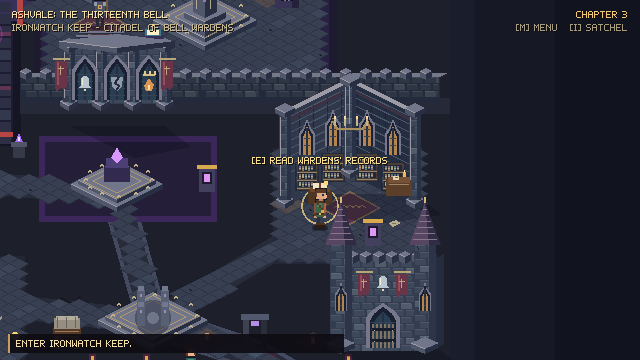 ASHVALE: THE THIRTEENTH BELL
IRONWATCH KEEP - CITADEL OF BELL WARDENS
CHAPTER 3
[M] MENU [I] SATCHEL
[E] READ WARDENS' RECORDS
ENTER IRONWATCH KEEP.